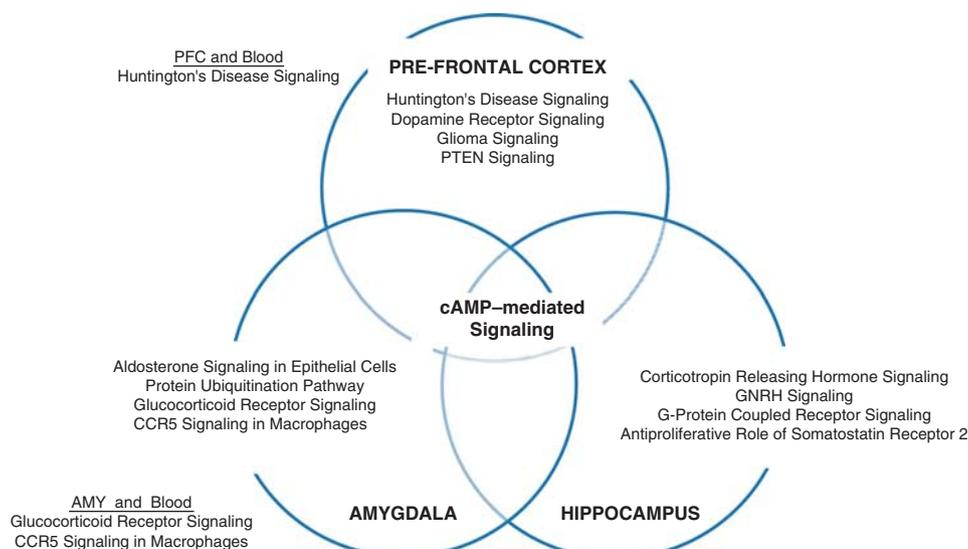 PFC and Blood
Huntington's Disease Signaling
PRE-FRONTAL CORTEX
Huntington's Disease Signaling
Dopamine Receptor Signaling
Glioma Signaling
PTEN Signaling
cAMP–mediated
Signaling
Aldosterone Signaling in Epithelial Cells
Protein Ubiquitination Pathway
Glucocorticoid Receptor Signaling
CCR5 Signaling in Macrophages
Corticotropin Releasing Hormone Signaling
GNRH Signaling
G-Protein Coupled Receptor Signaling
Antiproliferative Role of Somatostatin Receptor 2
AMY and Blood
Glucocorticoid Receptor Signaling
CCR5 Signaling in Macrophages
AMYGDALA
HIPPOCAMPUS